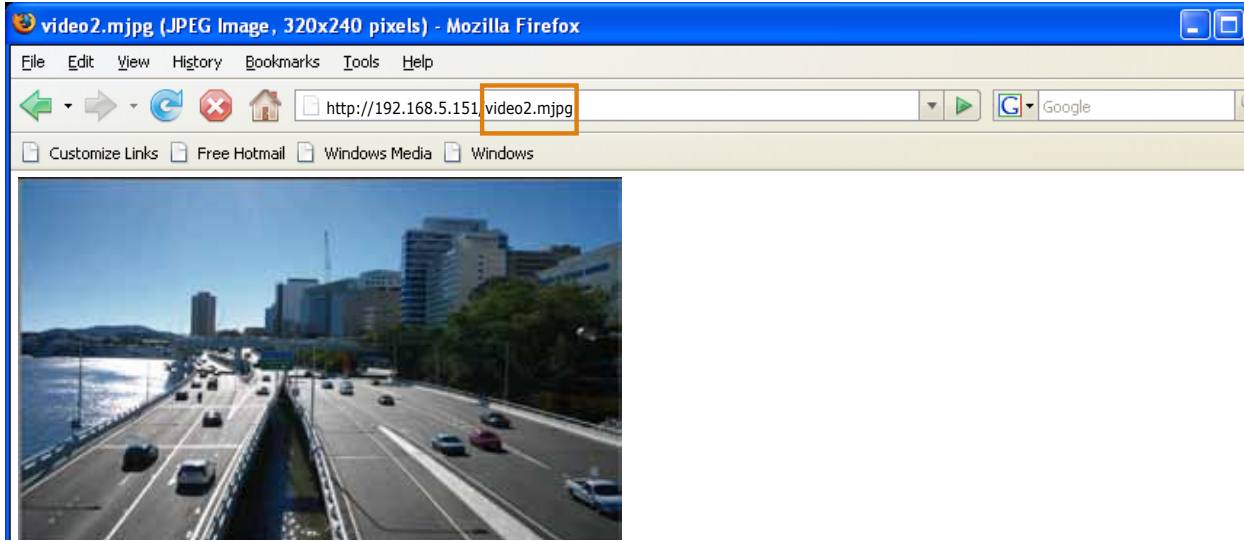 video2.mjpg (JPEG Image, 320x240 pixels) - Mozilla Firefox
File Edit View History Bookmarks Tools Help
http://192.168.5.151/video2.mjpg
G Google
Customize Links Free Hotmail Windows Media Windows